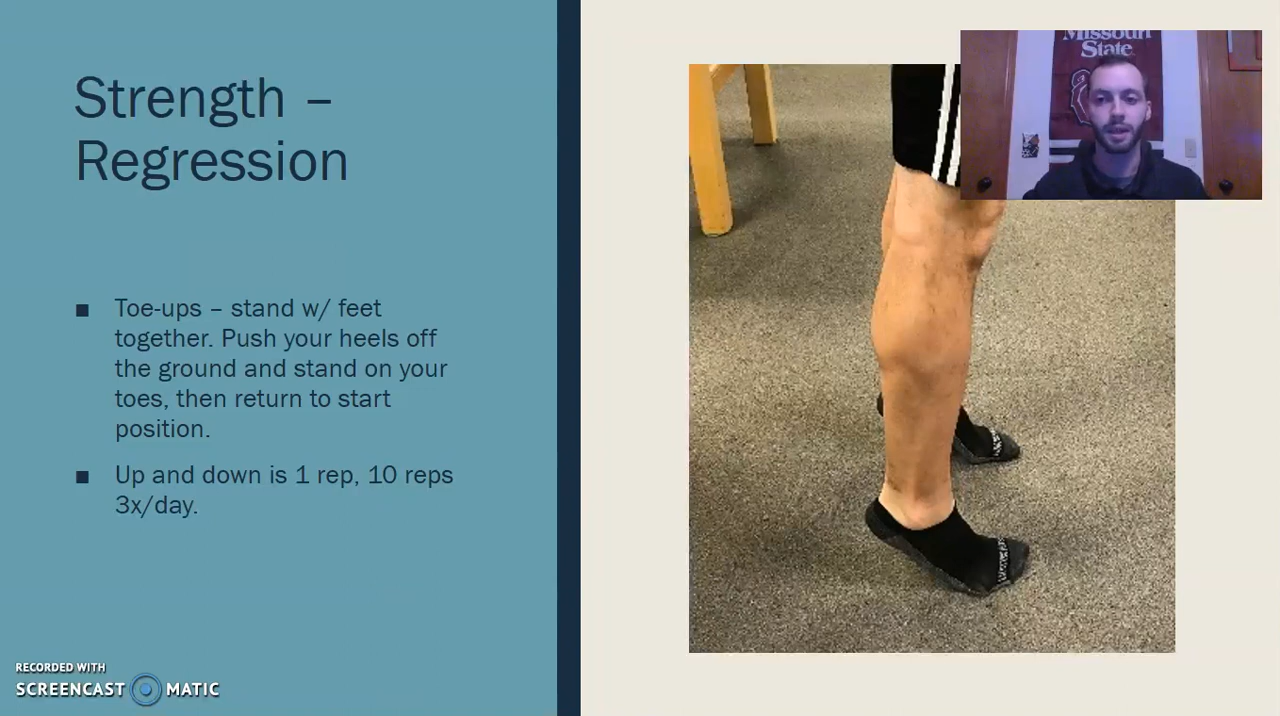 Strength –
Regression
■ Toe-ups – stand w/ feet
together. Push your heels off
the ground and stand on your
toes, then return to start
position.
■ Up and down is 1 rep, 10 reps
3x/day.
Missouri
State
RECORDED WITH
SCREENCAST MATIC